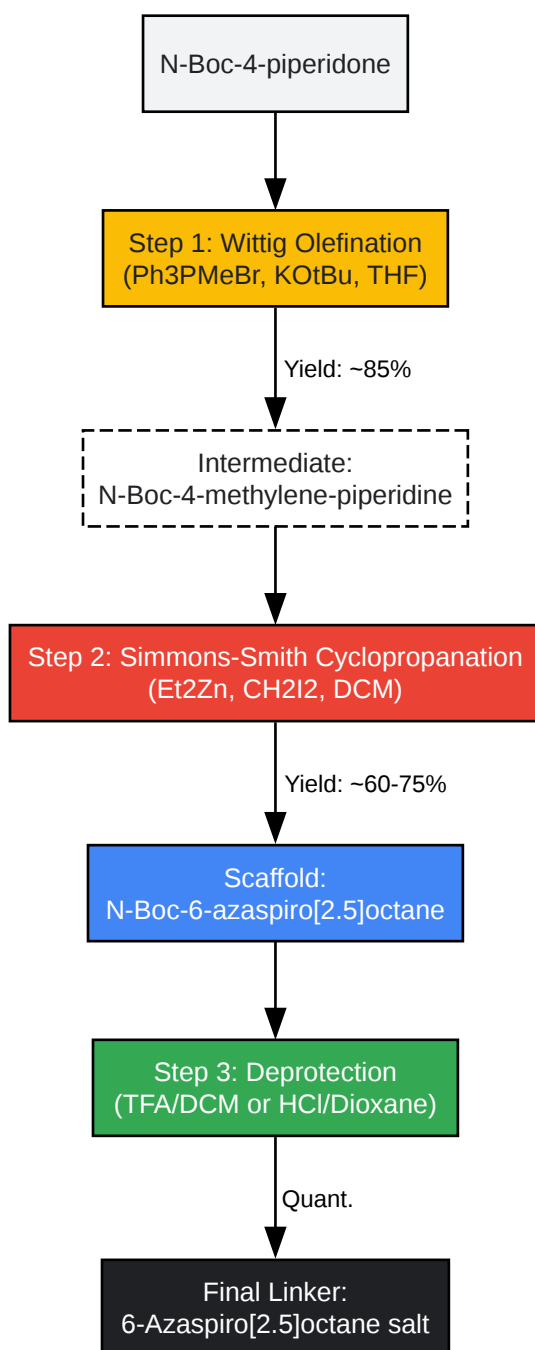 N-Boc-4-piperidone
Step 1: Wittig Olefination
(Ph3PMeBr, KOtBu, THF)
Yield: ~85%
Intermediate:
N-Boc-4-methylene-piperidine
Step 2: Simmons-Smith Cyclopropanation
(Et2Zn, CH2I2, DCM)
Yield: ~60-75%
Scaffold:
N-Boc-6-azaspiro[2.5]octane
Step 3: Deprotection
(TFA/DCM or HCl/Dioxane)
Quant.
Final Linker:
6-Azaspiro[2.5]octane salt